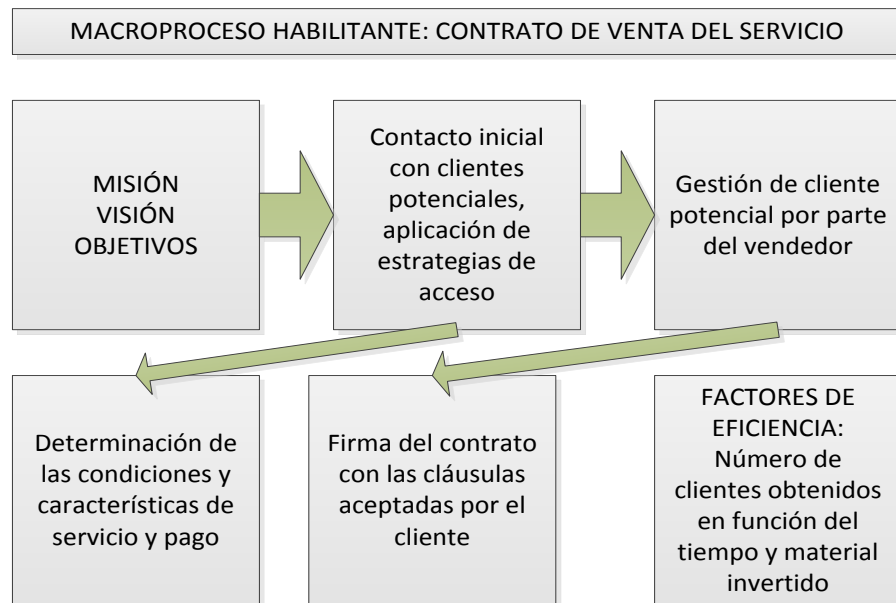 MACROPROCESO HABILITANTE: CONTRATO DE VENTA DEL SERVICIO
MISIÓN
VISIÓN
OBJETIVOS
Contacto inicial
con clientes
potenciales,
aplicación de
estrategias de
acceso
Gestión de cliente
potencial por parte
del vendedor
Determinación de
las condiciones y
características de
servicio y pago
Firma del contrato
con las cláusulas
aceptadas por el
cliente
FACTORES DE
EFICIENCIA:
Número de
clientes obtenidos
en función del
tiempo y material
invertido